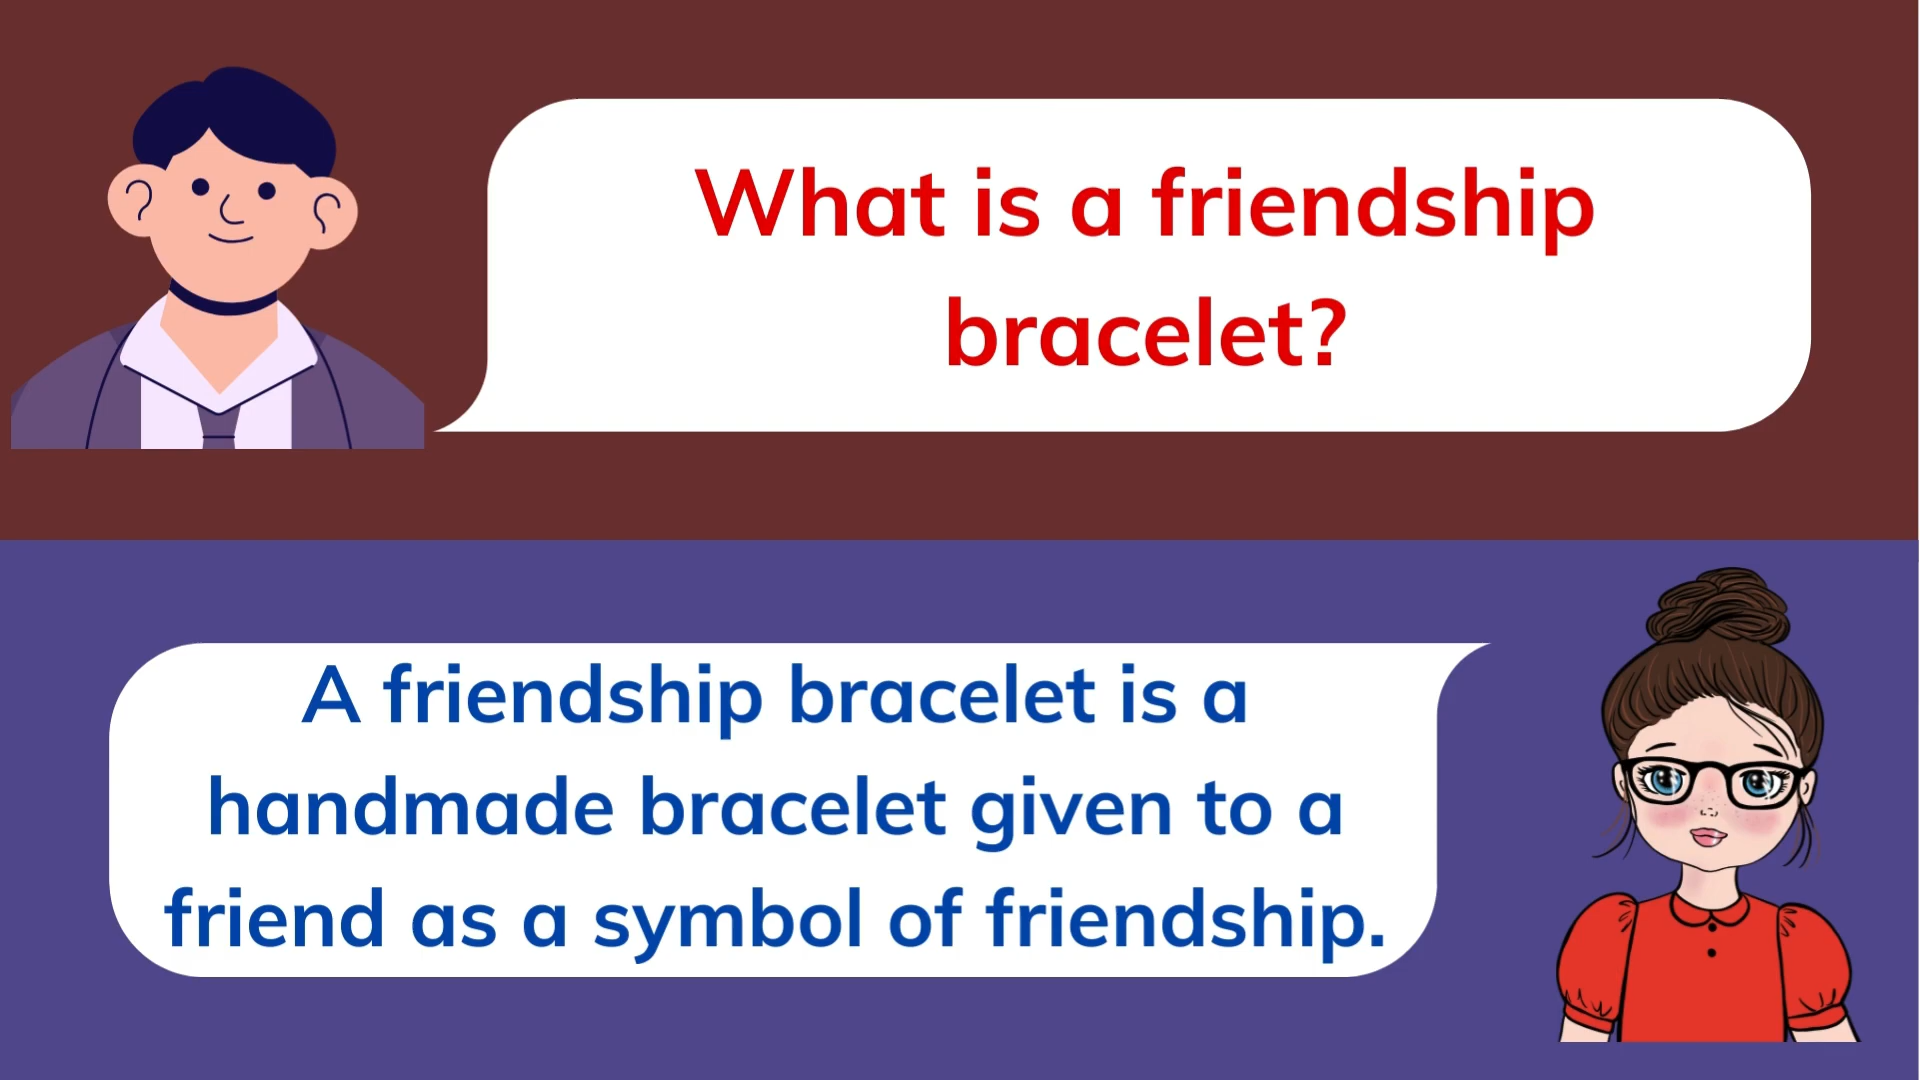 What is a friendship
bracelet?
A friendship bracelet is a
handmade bracelet given to a
friend as a symbol of friendship.